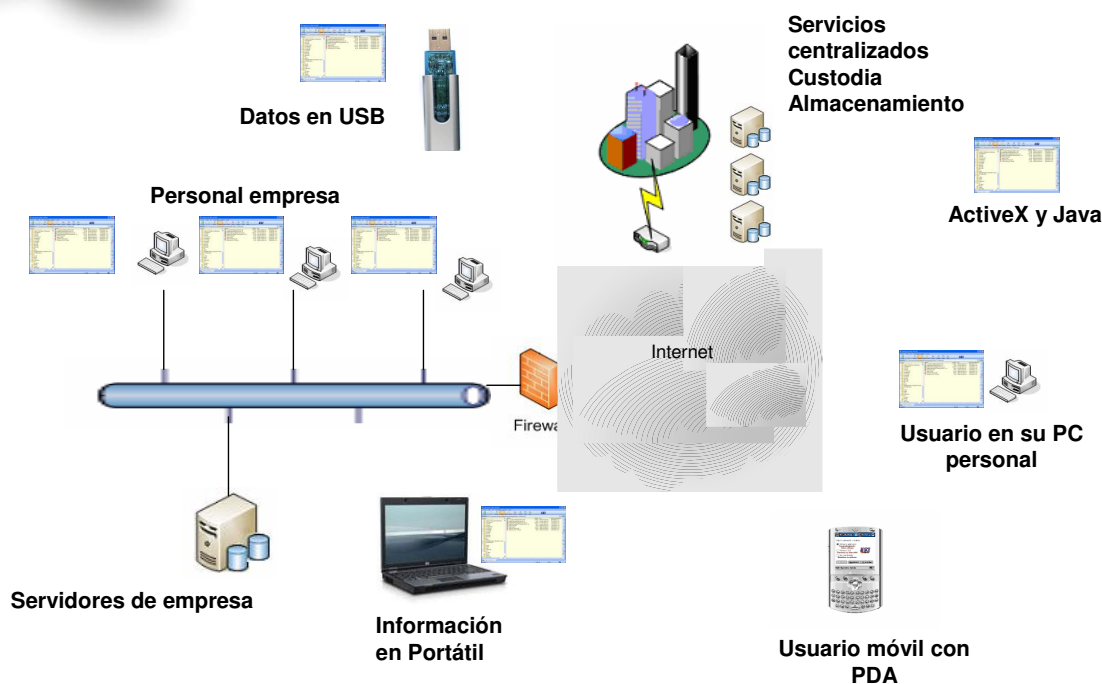 Servicios
centralizados
Custodia
Almacenamiento
Datos en USB
Personal empresa
ActiveX y Java
Internet
Usuario en su PC
personal
Servidores de empresa
Información
en Portátil
Usuario móvil con
PDA